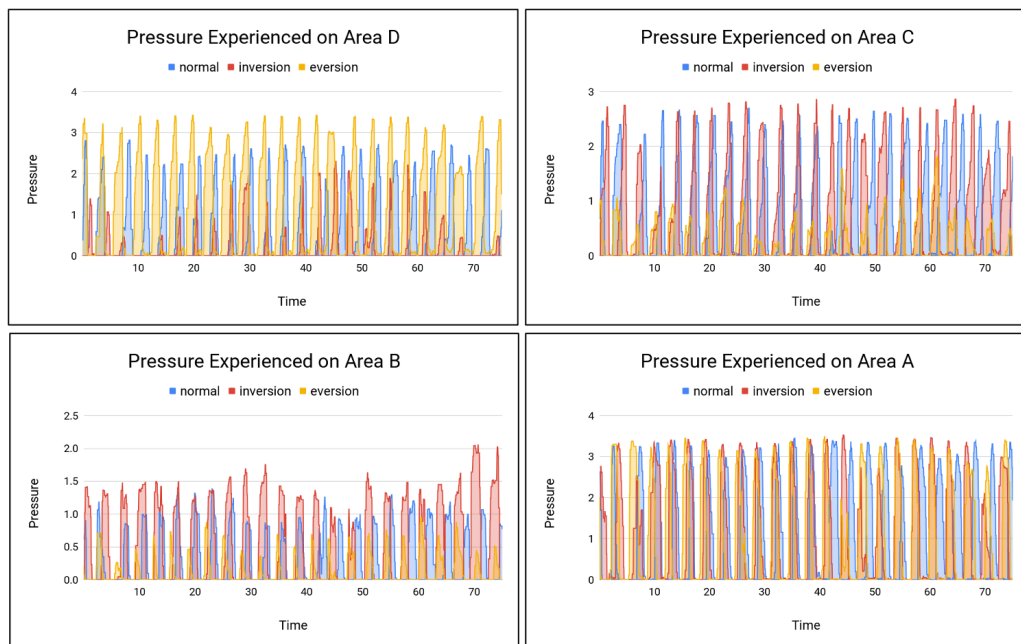 Pressure Experienced on Area D
normal inversion eversion
4
3
2
1
0
Pressure
10 20 30 40 50 60 70
Time
Pressure Experienced on Area C
normal inversion eversion
3
2
1
0
Pressure
10 20 30 40 50 60 70
Time
Pressure Experienced on Area B
normal inversion eversion
2.5
2.0
1.5
1.0
0.5
0.0
Pressure
10 20 30 40 50 60 70
Time
Pressure Experienced on Area A
normal inversion eversion
4
3
2
1
0
Pressure
10 20 30 40 50 60 70
Time